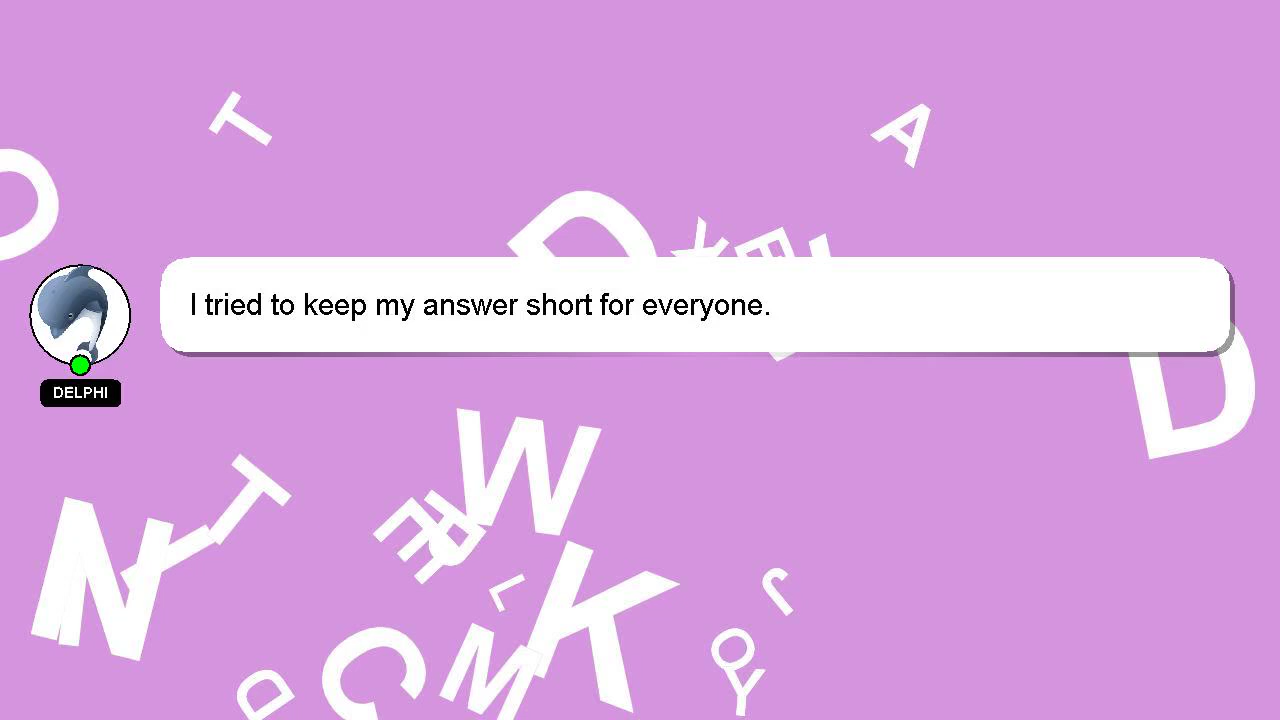 I tried to keep my answer short for everyone.
DELPHI
T
A
O
D
K
E
D
W
T
N
Y
E
R
L
K
J
C
M
O
Y
D